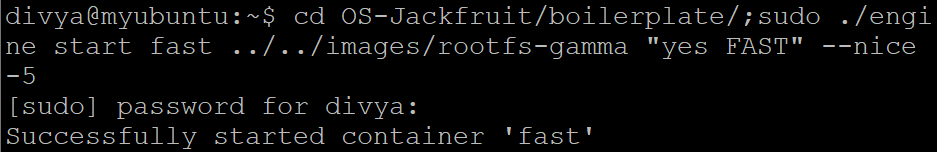 divya@myubuntu:~$ cd OS-Jackfruit/boilerplate/;sudo ./engi
ne start fast ../../images/rootfs-gamma "yes FAST" --nice
-5
[sudo] password for divya:
Successfully started container 'fast'